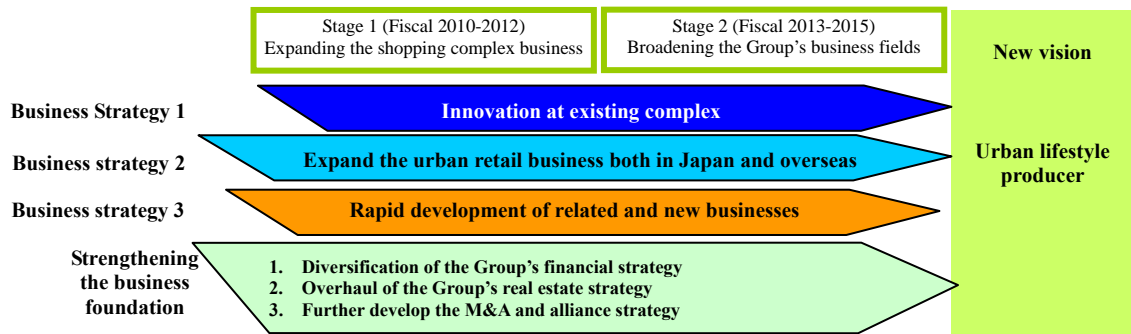 Stage 1 (Fiscal 2010-2012)
Expanding the shopping complex business
Stage 2 (Fiscal 2013-2015)
Broadening the Group’s business fields
New vision
Business Strategy 1
Innovation at existing complex
Business strategy 2
Expand the urban retail business both in Japan and overseas
Urban lifestyle
producer
Business strategy 3
Rapid development of related and new businesses
Strengthening
the business
foundation
1. Diversification of the Group’s financial strategy
2. Overhaul of the Group’s real estate strategy
3. Further develop the M&A and alliance strategy